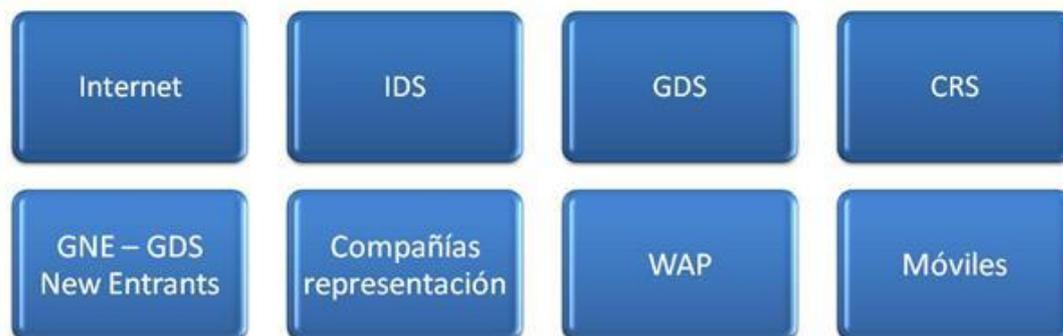 Internet
IDS
GDS
CRS
GNE – GDS
New Entrants
Compañías
representación
WAP
Móviles